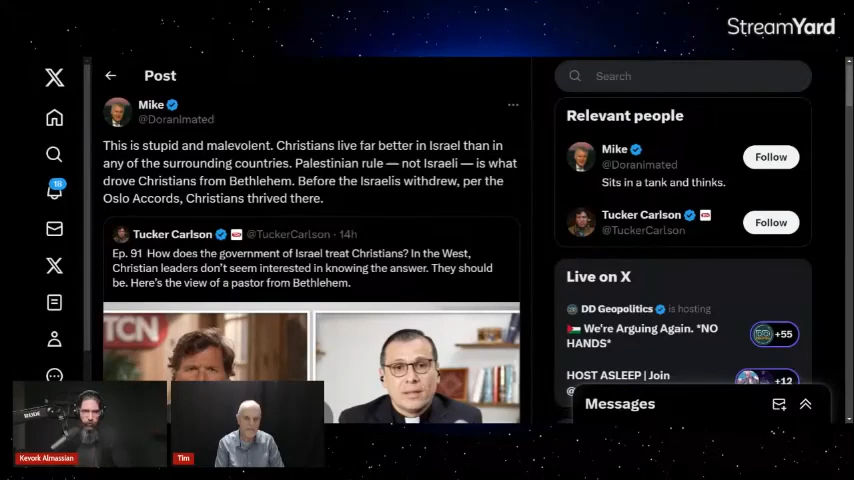 StreamYard
Post
Search
Mike
@DoranImated
This is stupid and malevolent. Christians live far better in Israel than in
any of the surrounding countries. Palestinian rule — not Israeli — is what
drove Christians from Bethlehem. Before the Israelis withdrew, per the
Oslo Accords, Christians thrived there.
Tucker Carlson @TuckerCarlson · 14h
Ep. 91 How does the government of Israel treat Christians? In the West,
Christian leaders don't seem interested in knowing the answer. They should
be. Here's the view of a pastor from Bethlehem.
TCN
Relevant people
Mike
@Doranimated
Follow
Sits in a tank and thinks.
Tucker Carlson
@TuckerCarlson
Follow
Live on X
DD Geopolitics is hosting
We're Arguing Again. *NO
HANDS*
+55
HOST ASLEEP | Join
+12
Messages
RODE
Kevork Almassian
Tim